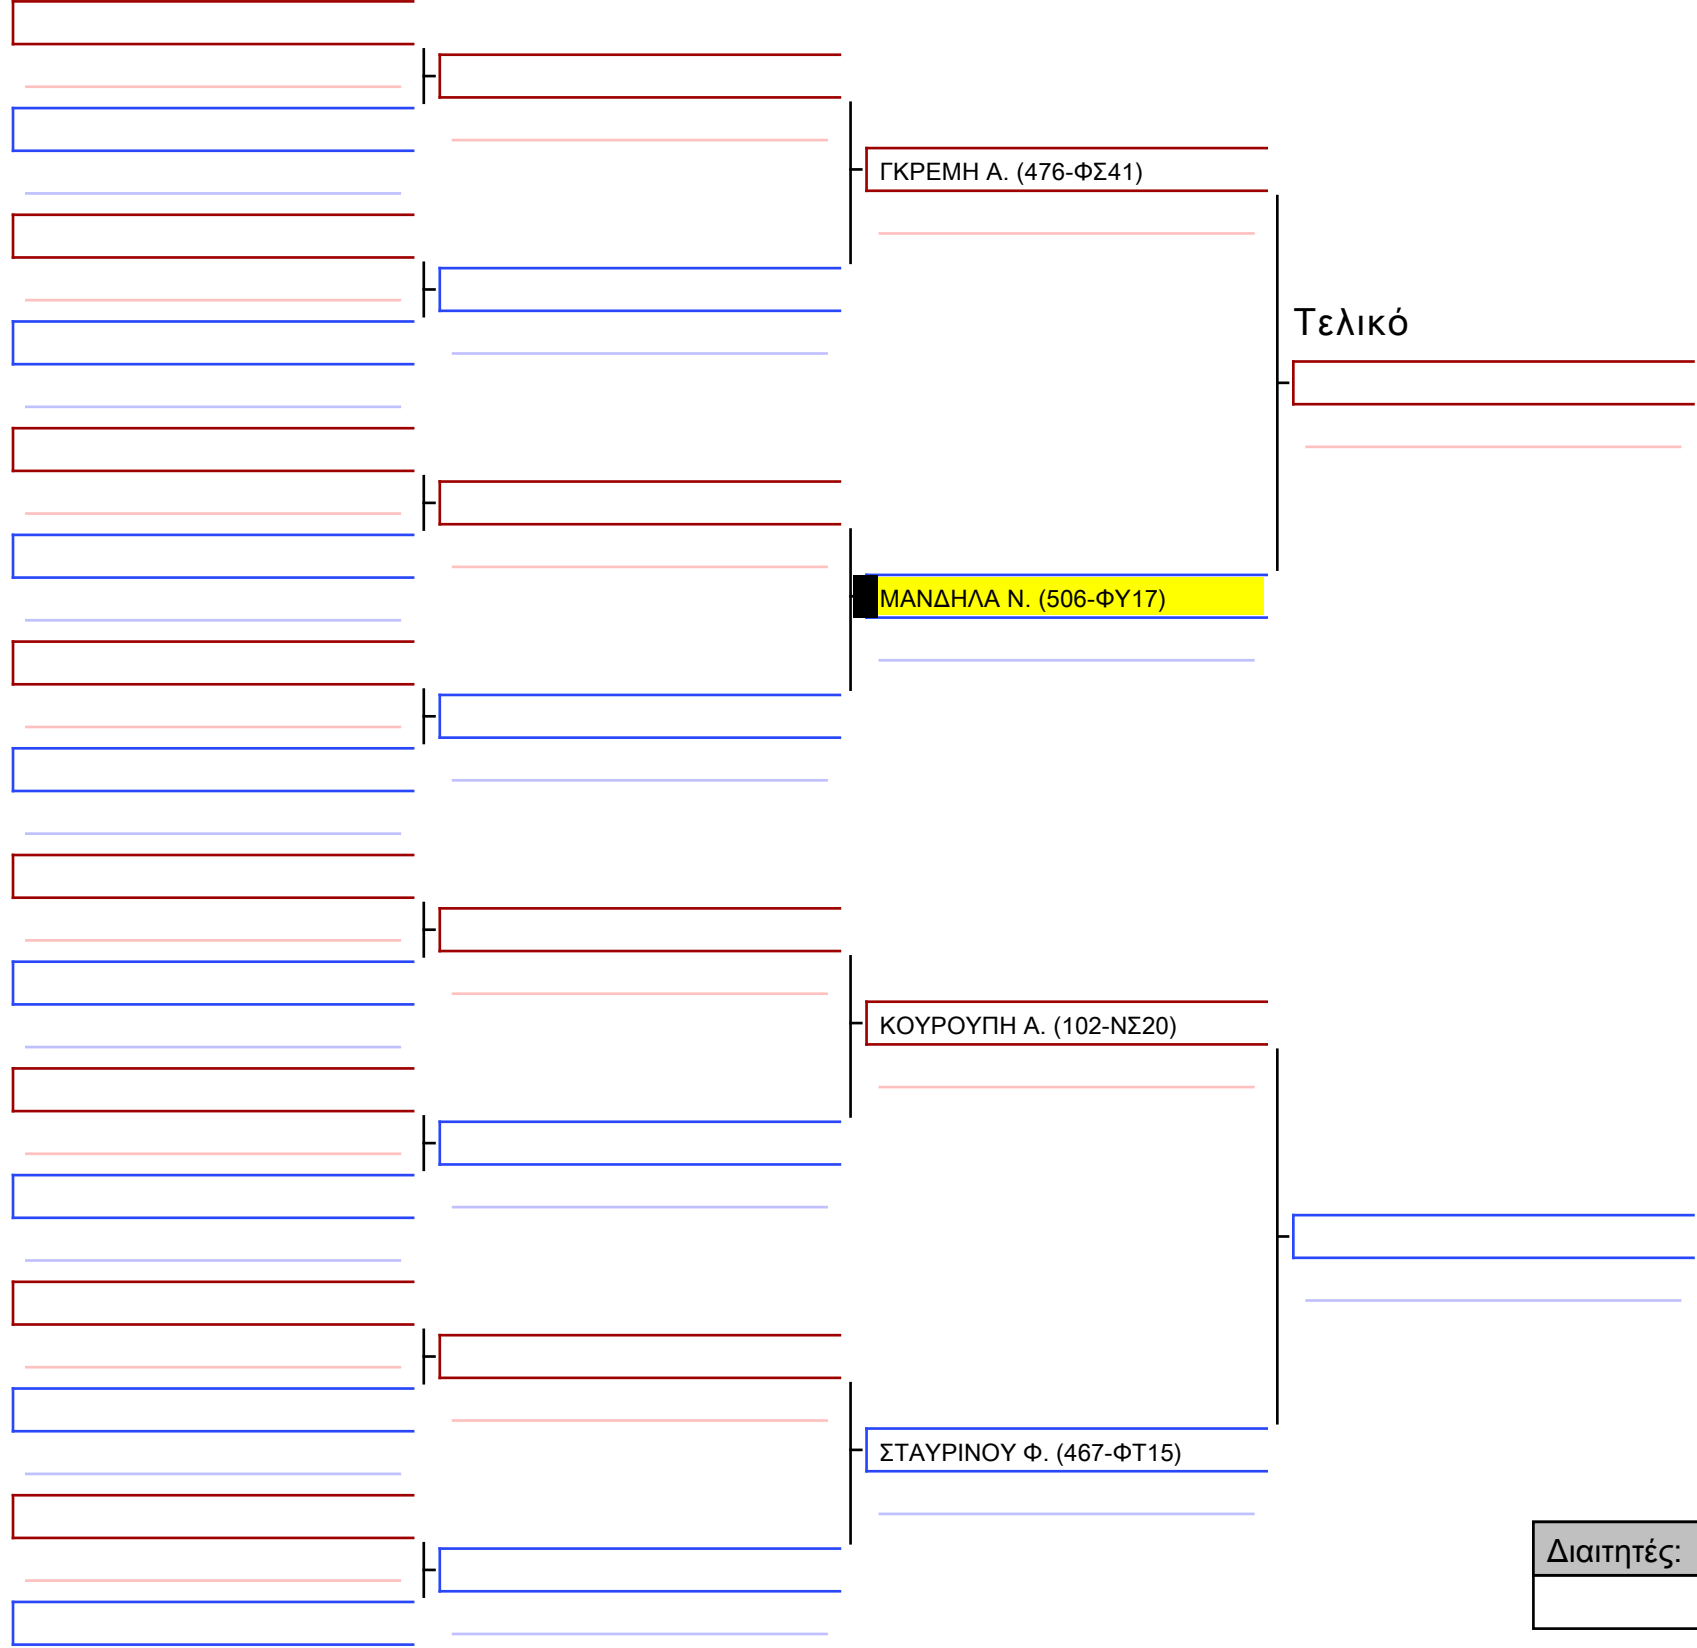 ΓΚΡΕΜΗ Α. (476-ΦΣ41)
Τελικό
ΜΑΝΔΗΛΑ Ν. (506-ΦΥ17)
ΚΟΥΡΟΥΠΗ Α. (102-ΝΣ20)
ΣΤΑΥΡΙΝΟΥ Φ. (467-ΦΤ15)
Διαιτητές: